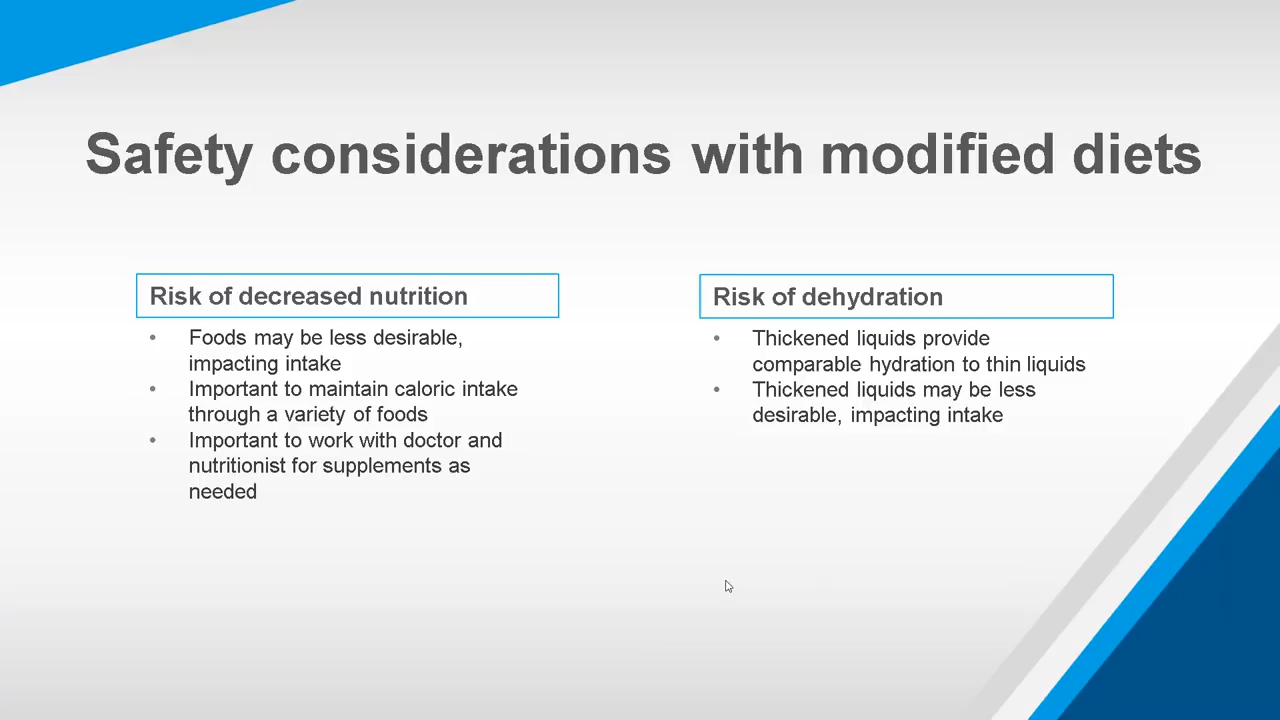 Safety considerations with modified diets
Risk of decreased nutrition
• Foods may be less desirable,
impacting intake
• Important to maintain caloric intake
through a variety of foods
• Important to work with doctor and
nutritionist for supplements as
needed
Risk of dehydration
• Thickened liquids provide
comparable hydration to thin liquids
• Thickened liquids may be less
desirable, impacting intake